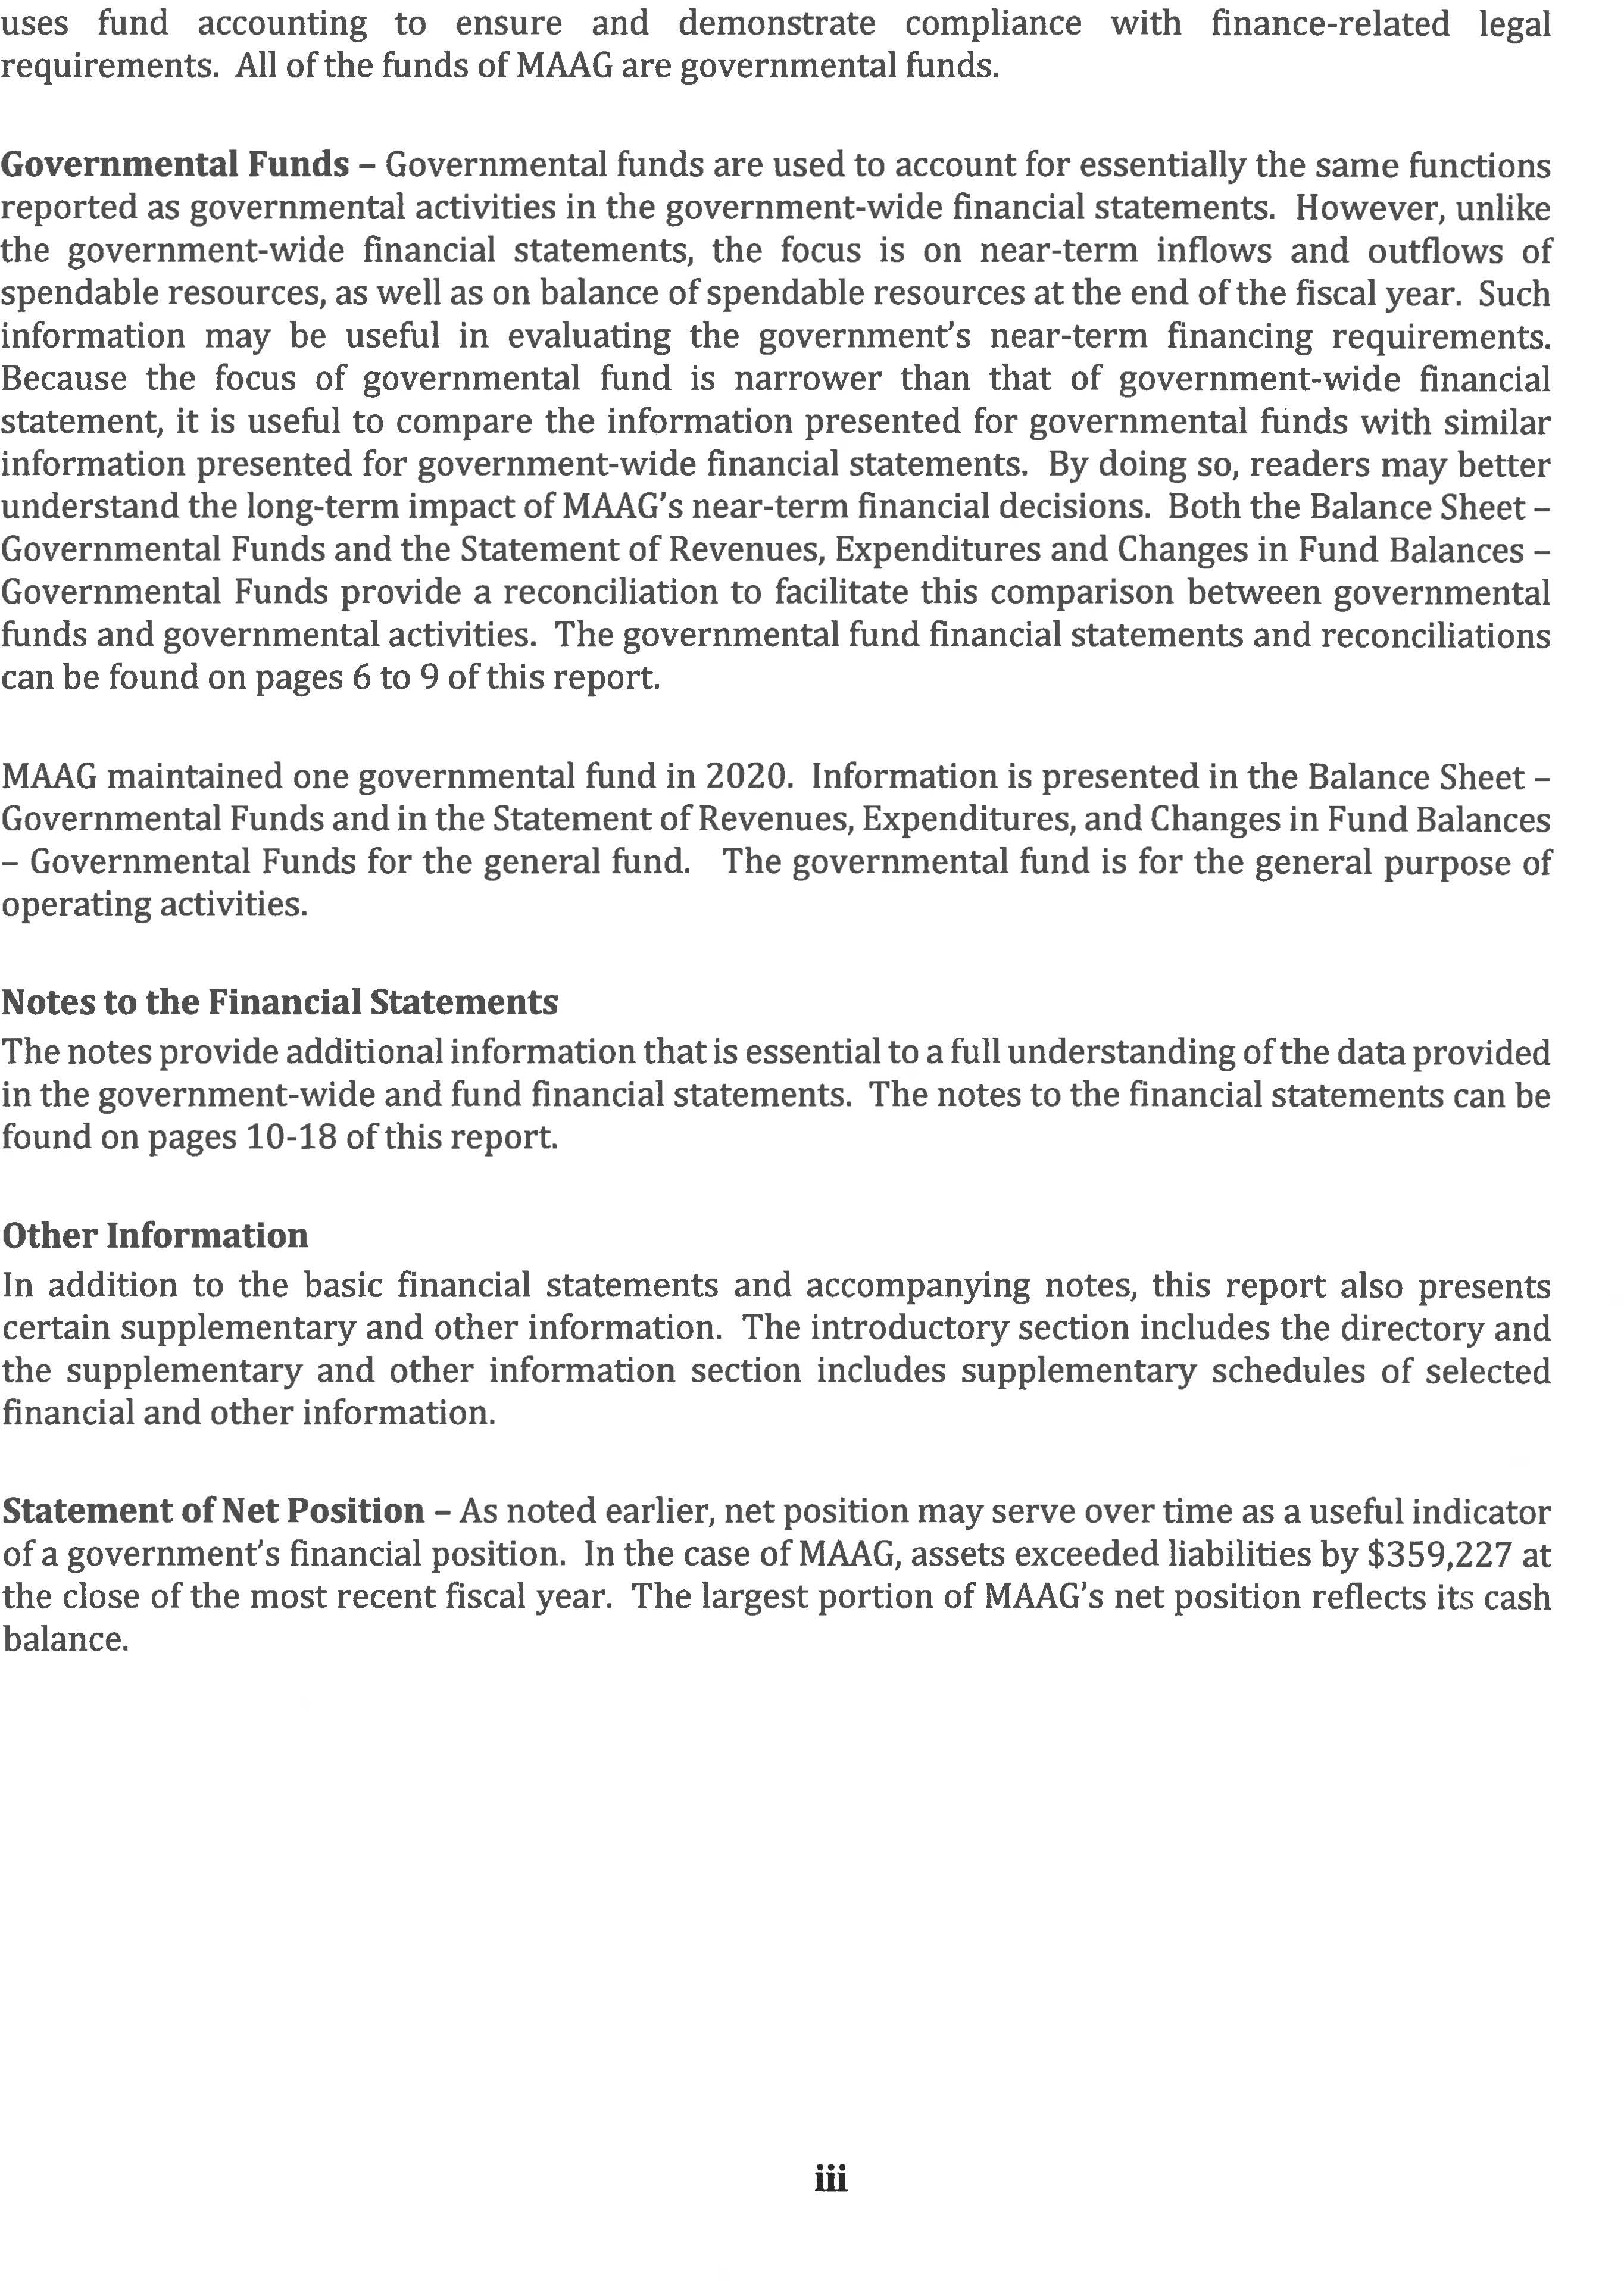 uses fund accounting to ensure and demonstrate compliance with finance-related legal
requirements. All of the funds of MAAG are governmental funds.
Governmental Funds – Governmental funds are used to account for essentially the same functions
reported as governmental activities in the government-wide financial statements. However, unlike
the government-wide financial statements, the focus is on near-term inflows and outflows of
spendable resources, as well as on balance of spendable resources at the end of the fiscal year. Such
information may be useful in evaluating the government's near-term financing requirements.
Because the focus of governmental fund is narrower than that of government-wide financial
statement, it is useful to compare the information presented for governmental funds with similar
information presented for government-wide financial statements. By doing so, readers may better
understand the long-term impact of MAAG's near-term financial decisions. Both the Balance Sheet –
Governmental Funds and the Statement of Revenues, Expenditures and Changes in Fund Balances –
Governmental Funds provide a reconciliation to facilitate this comparison between governmental
funds and governmental activities. The governmental fund financial statements and reconciliations
can be found on pages 6 to 9 of this report.
MAAG maintained one governmental fund in 2020. Information is presented in the Balance Sheet –
Governmental Funds and in the Statement of Revenues, Expenditures, and Changes in Fund Balances
– Governmental Funds for the general fund. The governmental fund is for the general purpose of
operating activities.
Notes to the Financial Statements
The notes provide additional information that is essential to a full understanding of the data provided
in the government-wide and fund financial statements. The notes to the financial statements can be
found on pages 10-18 of this report.
Other Information
In addition to the basic financial statements and accompanying notes, this report also presents
certain supplementary and other information. The introductory section includes the directory and
the supplementary and other information section includes supplementary schedules of selected
financial and other information.
Statement of Net Position – As noted earlier, net position may serve over time as a useful indicator
of a government's financial position. In the case of MAAG, assets exceeded liabilities by $359,227 at
the close of the most recent fiscal year. The largest portion of MAAG's net position reflects its cash
balance.
iii